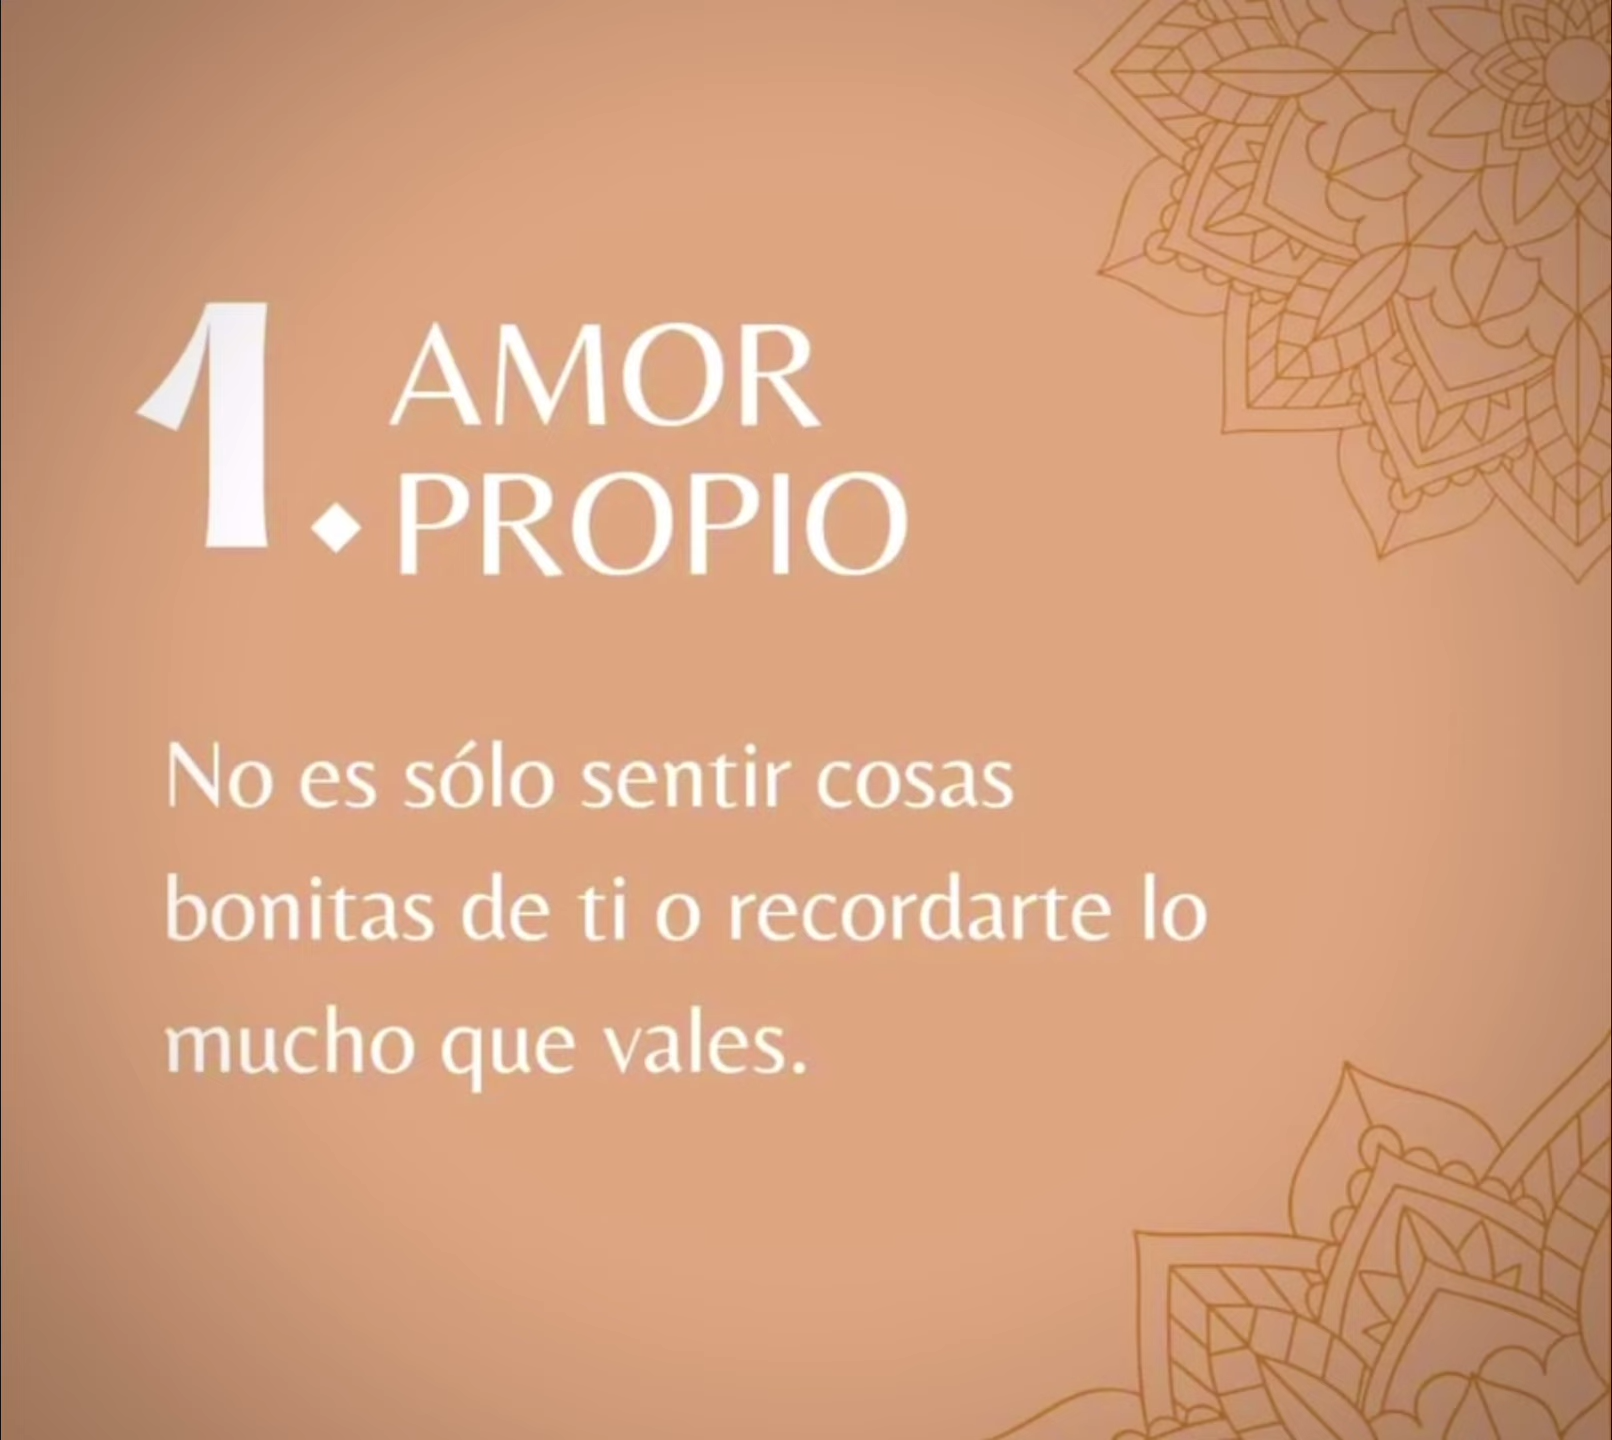 1. AMOR
PROPIO
No es sólo sentir cosas
bonitas de ti o recordarte lo
mucho que vales.